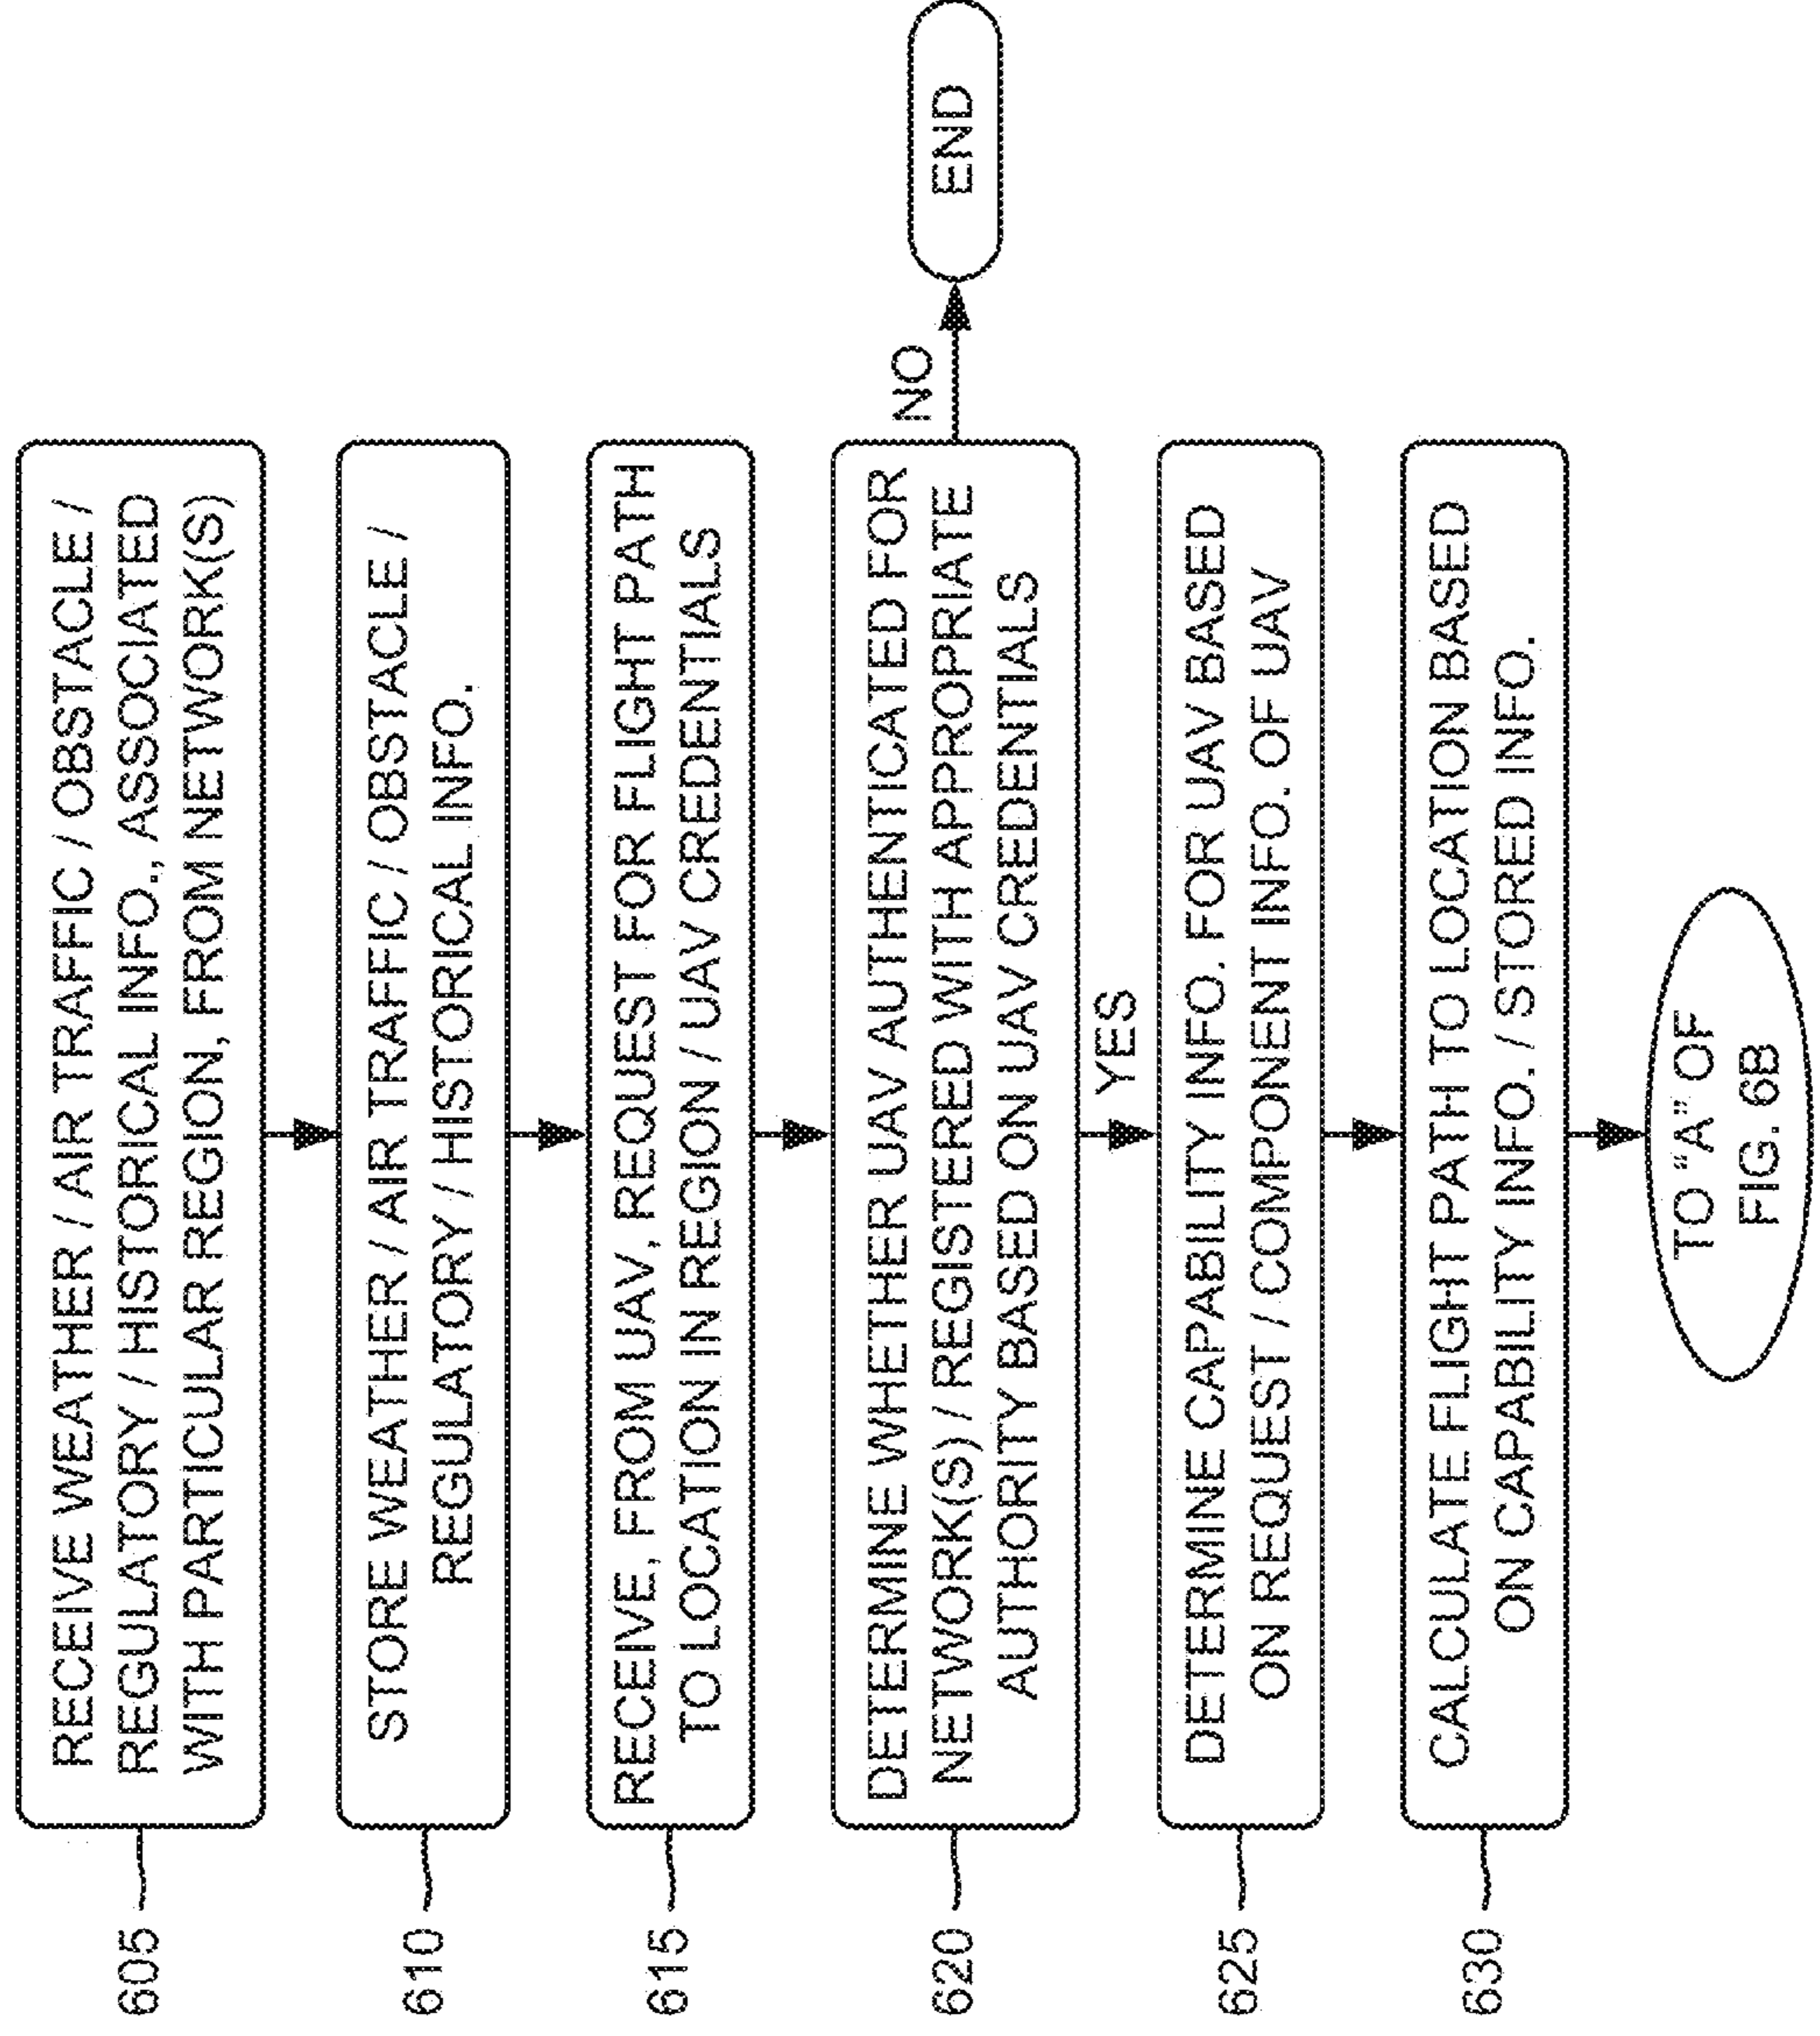 605
RECEIVE WEATHER / AIR TRAFFIC / OBSTACLE /
REGULATORY / HISTORICAL INFO., ASSOCIATED
WITH PARTICULAR REGION, FROM NETWORK(S)
610
STORE WEATHER / AIR TRAFFIC / OBSTACLE /
REGULATORY / HISTORICAL INFO.
615
RECEIVE, FROM UAV, REQUEST FOR FLIGHT PATH
TO LOCATION IN REGION / UAV CREDENTIALS
620
DETERMINE WHETHER UAV AUTHENTICATED FOR
NETWORK(S) / REGISTERED WITH APPROPRIATE
AUTHORITY BASED ON UAV CREDENTIALS
NO
END
YES
625
DETERMINE CAPABILITY INFO. FOR UAV BASED
ON REQUEST / COMPONENT INFO. OF UAV
630
CALCULATE FLIGHT PATH TO LOCATION BASED
ON CAPABILITY INFO. / STORED INFO.
TO "A" OF
FIG. 6B